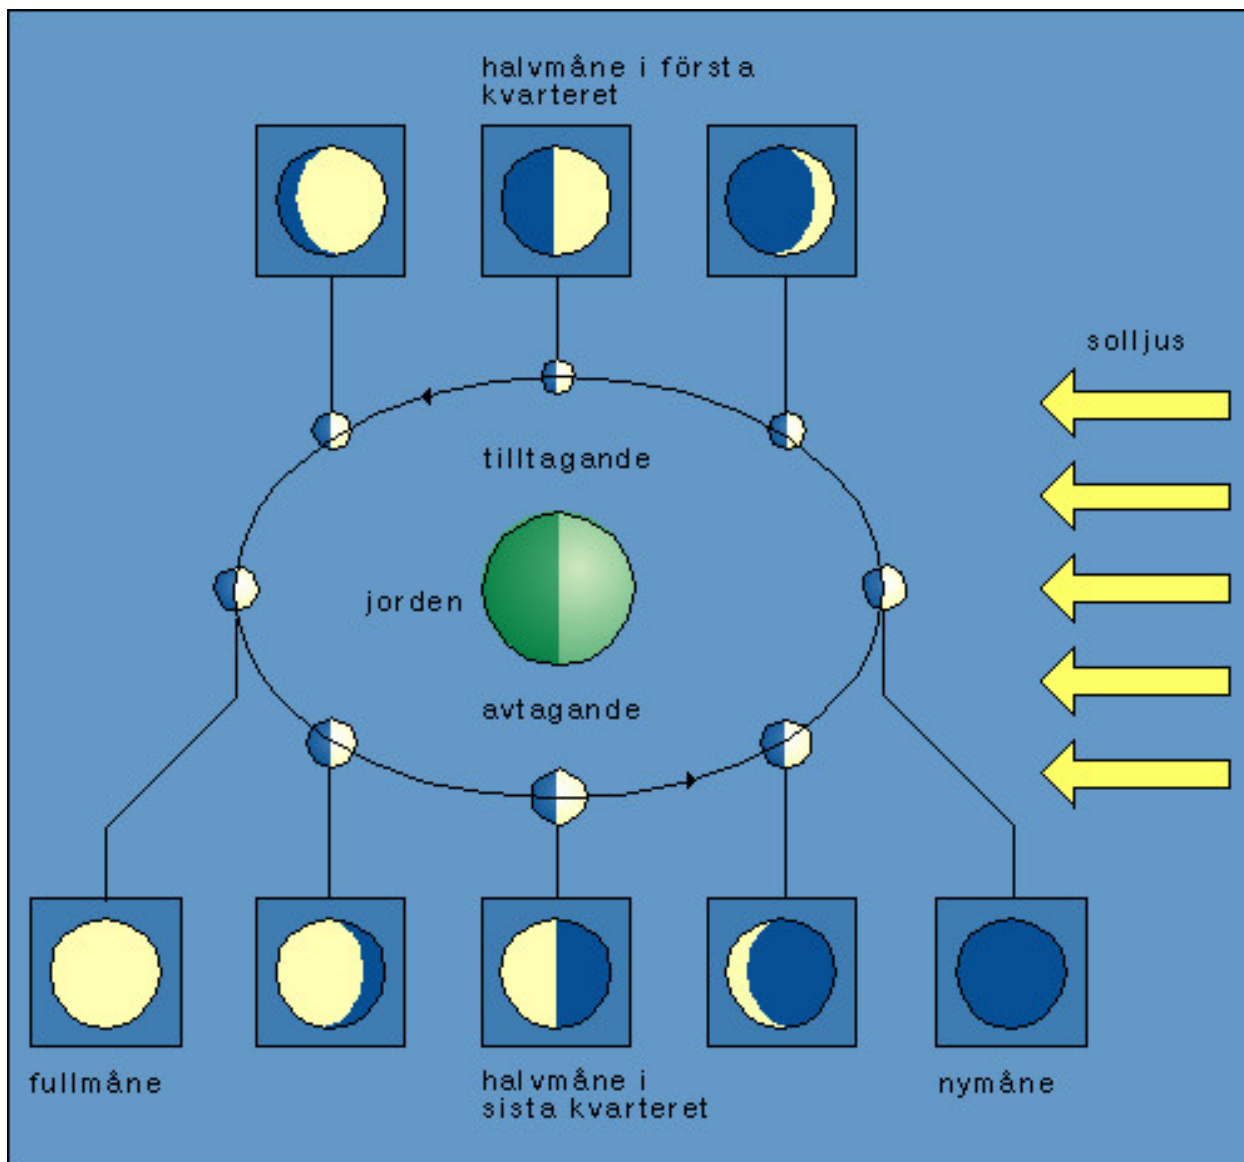 halvmåne i första
kvarteret
solljus
tilltagande
jorden
avtagande
fullmåne
halvmåne i
sista kvarteret
nymåne